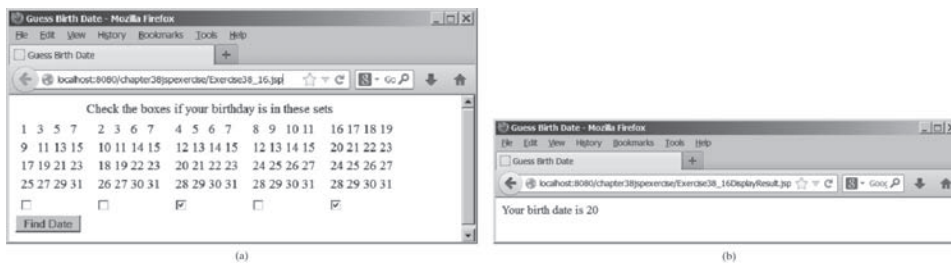 Guess Birth Date - Mozilla Firefox
File Edit View History Bookmarks Tools Help
Guess Birth Date
localhost:8080/chapter38jspexercise/Exercise38_16.jsp
Check the boxes if your birthday is in these sets
1 3 5 7 2 3 6 7 4 5 6 7 8 9 10 11 16 17 18 19
9 11 13 15 10 11 14 15 12 13 14 15 12 13 14 15 20 21 22 23
17 19 21 23 18 19 22 23 20 21 22 23 24 25 26 27 24 25 26 27
25 27 29 31 26 27 30 31 28 29 30 31 28 29 30 31 28 29 30 31
Find Date
(a)
Guess Birth Date - Mozilla Firefox
File Edit View History Bookmarks Tools Help
Guess Birth Date
localhost:8080/chapter38jspexercise/Exercise38_16DisplayResult.jsp
Your birth date is 20
(b)